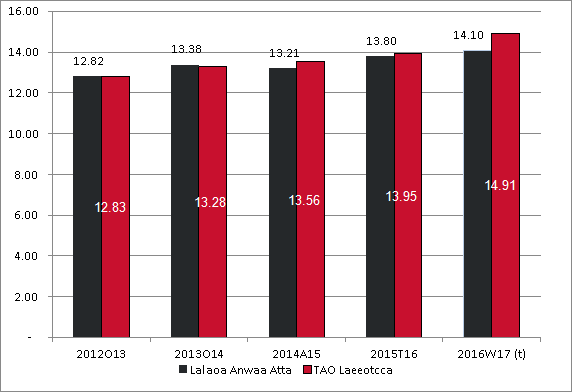 16.00
14.00
12.00
10.00
8.00
6.00
4.00
2.00
-
12.82
13.38
13.21
13.80
14.10
12.83
13.28
13.56
13.95
14.91
2012O13
2013O14
2014A15
2015T16
2016W17 (t)
Lalaoa Anwaa Atta
TAO Laeeotcca